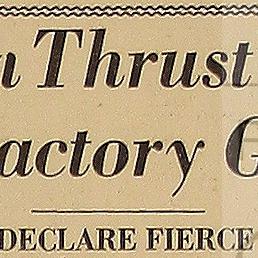 n Thrust
actory G
DECLARE FIERCE